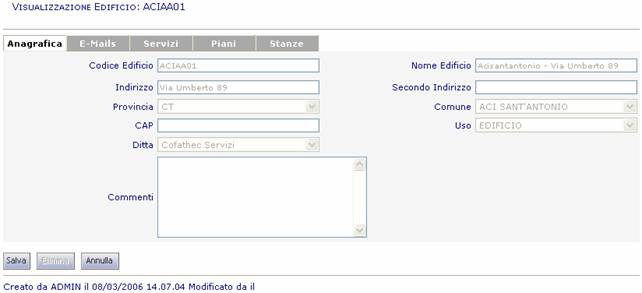 VISUALIZZAZIONE EDIFICIO: ACIAA01
Anagrafica E-Mails Servizi Piani Stanze
Codice Edificio ACIAA01 Nome Edificio Acisantantonio - Via Umberto 89
Indirizzo Via Umberto 89 Secondo Indirizzo
Provincia CT Comune ACI SANT'ANTONIO
CAP Uso EDIFICIO
Ditta Cofathec Servizi
Commenti
Salva Elimina Annulla
Creato da ADMIN il 08/03/2006 14.07.04 Modificato da il